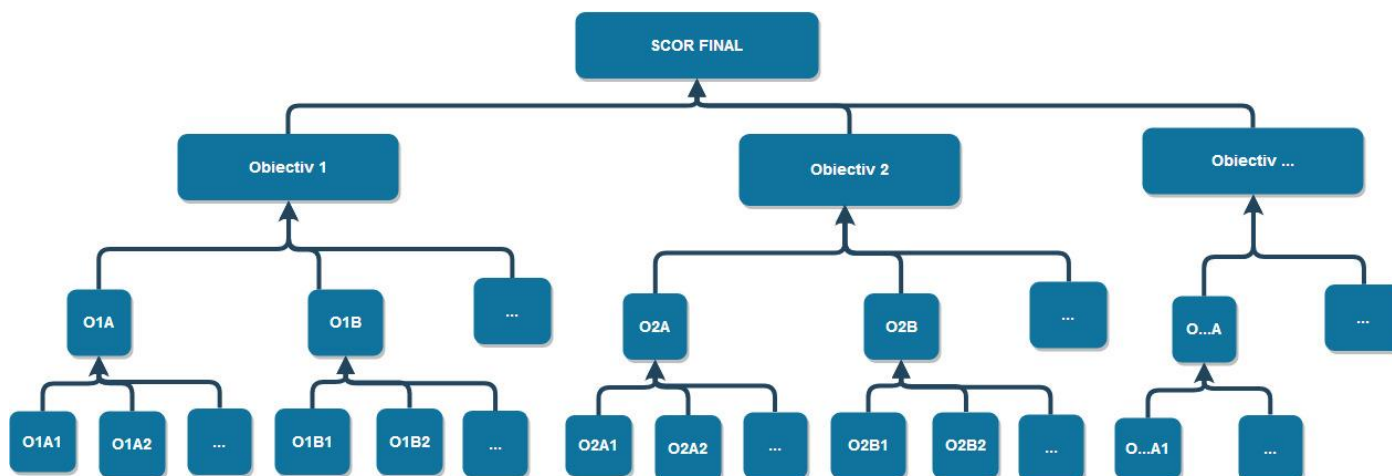 SCOR FINAL
Obiectiv 1
Obiectiv 2
Obiectiv ...
O1A
O1B
...
O2A
O2B
...
O...A
...
O1A1
O1A2
...
O1B1
O1B2
...
O2A1
O2A2
...
O2B1
O2B2
...
O...A1
...